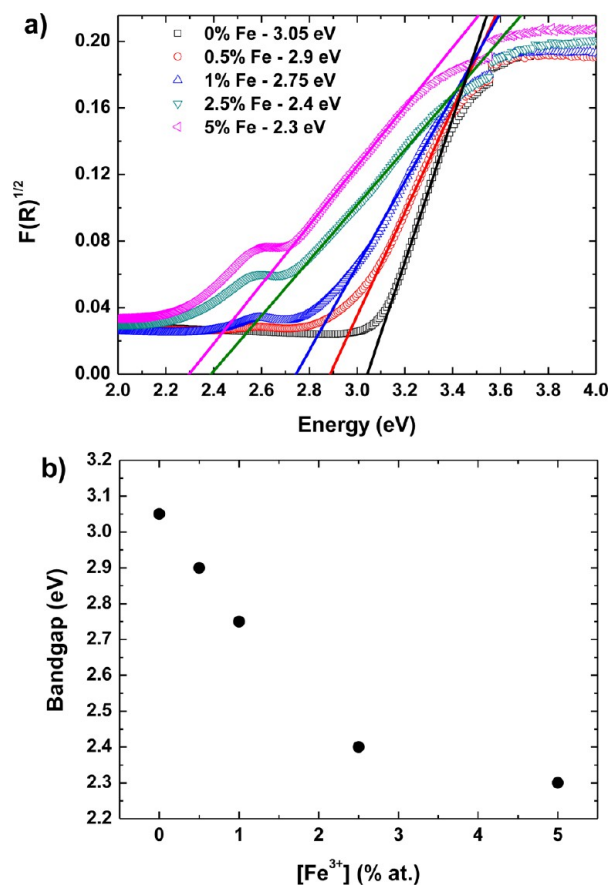 a)
0.20
0.16
0.12
0.08
0.04
0.00
F(R)^1/2
0% Fe - 3.05 eV
0.5% Fe - 2.9 eV
1% Fe - 2.75 eV
2.5% Fe - 2.4 eV
5% Fe - 2.3 eV
2.0 2.2 2.4 2.6 2.8 3.0 3.2 3.4 3.6 3.8 4.0
Energy (eV)
b)
3.2
3.1
3.0
2.9
2.8
2.7
2.6
2.5
2.4
2.3
2.2
Bandgap (eV)
0 1 2 3 4 5
[Fe³⁺] (% at.)